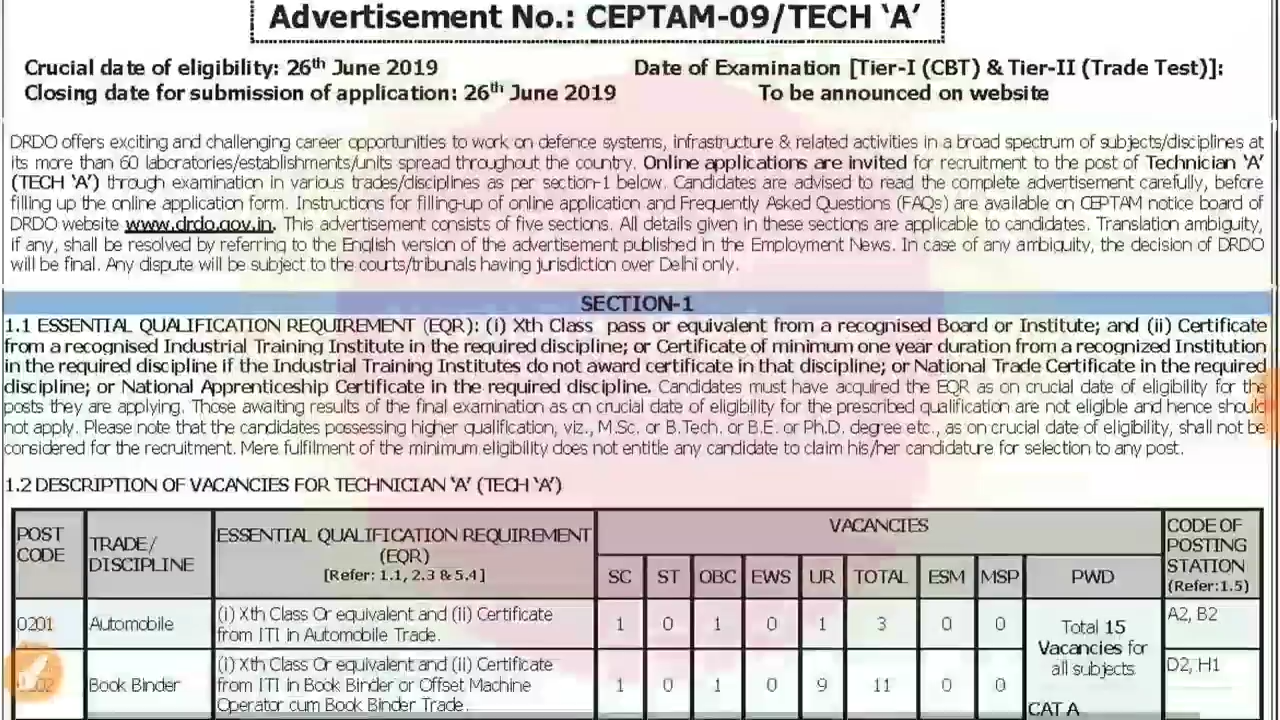 Advertisement No.: CEPTAM-09/TECH ‘A’
Crucial date of eligibility: 26th June 2019
Date of Examination [Tier-I (CBT) & Tier-II (Trade Test)]:
Closing date for submission of application: 26th June 2019
To be announced on website
DRDO offers exciting and challenging career opportunities to work on defence systems, infrastructure & related activities in a broad spectrum of subjects/disciplines at
its more than 60 laboratories/establishments/units spread throughout the country. Online applications are invited for recruitment to the post of Technician ‘A’
(TECH ‘A’) through examination in various trades/disciplines as per section-1 below. Candidates are advised to read the complete advertisement carefully, before
filling up the online application form. Instructions for filling-up of online application and Frequently Asked Questions (FAQs) are available on CEPTAM notice board of
DRDO website www.drdo.gov.in. This advertisement consists of five sections. All details given in these sections are applicable to candidates. Translation ambiguity,
if any, shall be resolved by referring to the English version of the advertisement published in the Employment News. In case of any ambiguity, the decision of DRDO
will be final. Any dispute will be subject to the courts/tribunals having jurisdiction over Delhi only.
SECTION-1
1.1 ESSENTIAL QUALIFICATION REQUIREMENT (EQR): (i) Xth Class pass or equivalent from a recognised Board or Institute; and (ii) Certificate
from a recognised Industrial Training Institute in the required discipline; or Certificate of minimum one year duration from a recognized Institution
in the required discipline if the Industrial Training Institutes do not award certificate in that discipline; or National Trade Certificate in the required
discipline; or National Apprenticeship Certificate in the required discipline. Candidates must have acquired the EQR as on crucial date of eligibility for the
posts they are applying. Those awaiting results of the final examination as on crucial date of eligibility for the prescribed qualification are not eligible and hence should
not apply. Please note that the candidates possessing higher qualification, viz., M.Sc. or B.Tech. or B.E. or Ph.D. degree etc., as on crucial date of eligibility, shall not be
considered for the recruitment. Mere fulfilment of the minimum eligibility does not entitle any candidate to claim his/her candidature for selection to any post.
1.2 DESCRIPTION OF VACANCIES FOR TECHNICIAN ‘A’ (TECH ‘A’)
POST
CODE
TRADE/
DISCIPLINE
ESSENTIAL QUALIFICATION REQUIREMENT
(EQR)
[Refer: 1.1, 2.3 & 5.4]
VACANCIES
SC ST OBC EWS UR TOTAL ESM MSP PWD
CODE OF
POSTING
STATION
(Refer:1.5)
0201 Automobile
(i) Xth Class Or equivalent and (ii) Certificate
from ITI in Automobile Trade.
1 0 1 0 1 3 0 0
Total 15
Vacancies for
all subjects
CAT A
A2, B2
Book Binder
(i) Xth Class Or equivalent and (ii) Certificate
from ITI in Book Binder or Offset Machine
Operator cum Book Binder Trade.
1 0 1 0 9 11 0 0
D2, H1